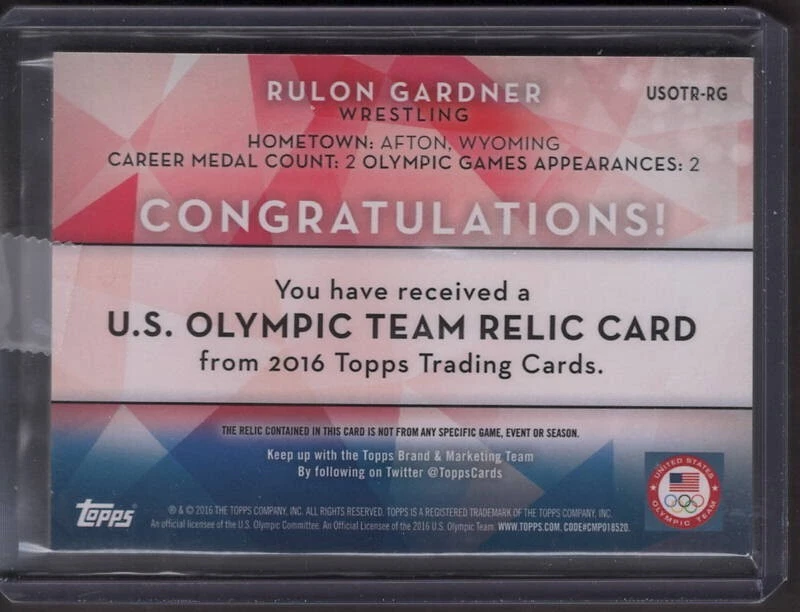 RULON GARDNER
USOTR-RG
WRESTLING
HOMETOWN: AFTON, WYOMING
CAREER MEDAL COUNT: 2 OLYMPIC GAMES APPEARANCES: 2
CONGRATULATIONS!
You have received a
U.S. OLYMPIC TEAM RELIC CARD
from 2016 Topps Trading Cards.
THE RELIC CONTAINED IN THIS CARD IS NOT FROM ANY SPECIFIC GAME, EVENT OR SEASON.
Keep up with the Topps Brand & Marketing Team
By following on Twitter @ToppsCards
UNITED STATES
OLYMPIC TEAM
Topps
® & © 2016 THE TOPPS COMPANY, INC. ALL RIGHTS RESERVED. TOPPS IS A REGISTERED TRADEMARK OF THE TOPPS COMPANY, INC.
An official licensee of the U.S. Olympic Committee. An Official Licensee of the 2016 U.S. Olympic Team. WWW.TOPPS.COM. CODE#CMP018520.